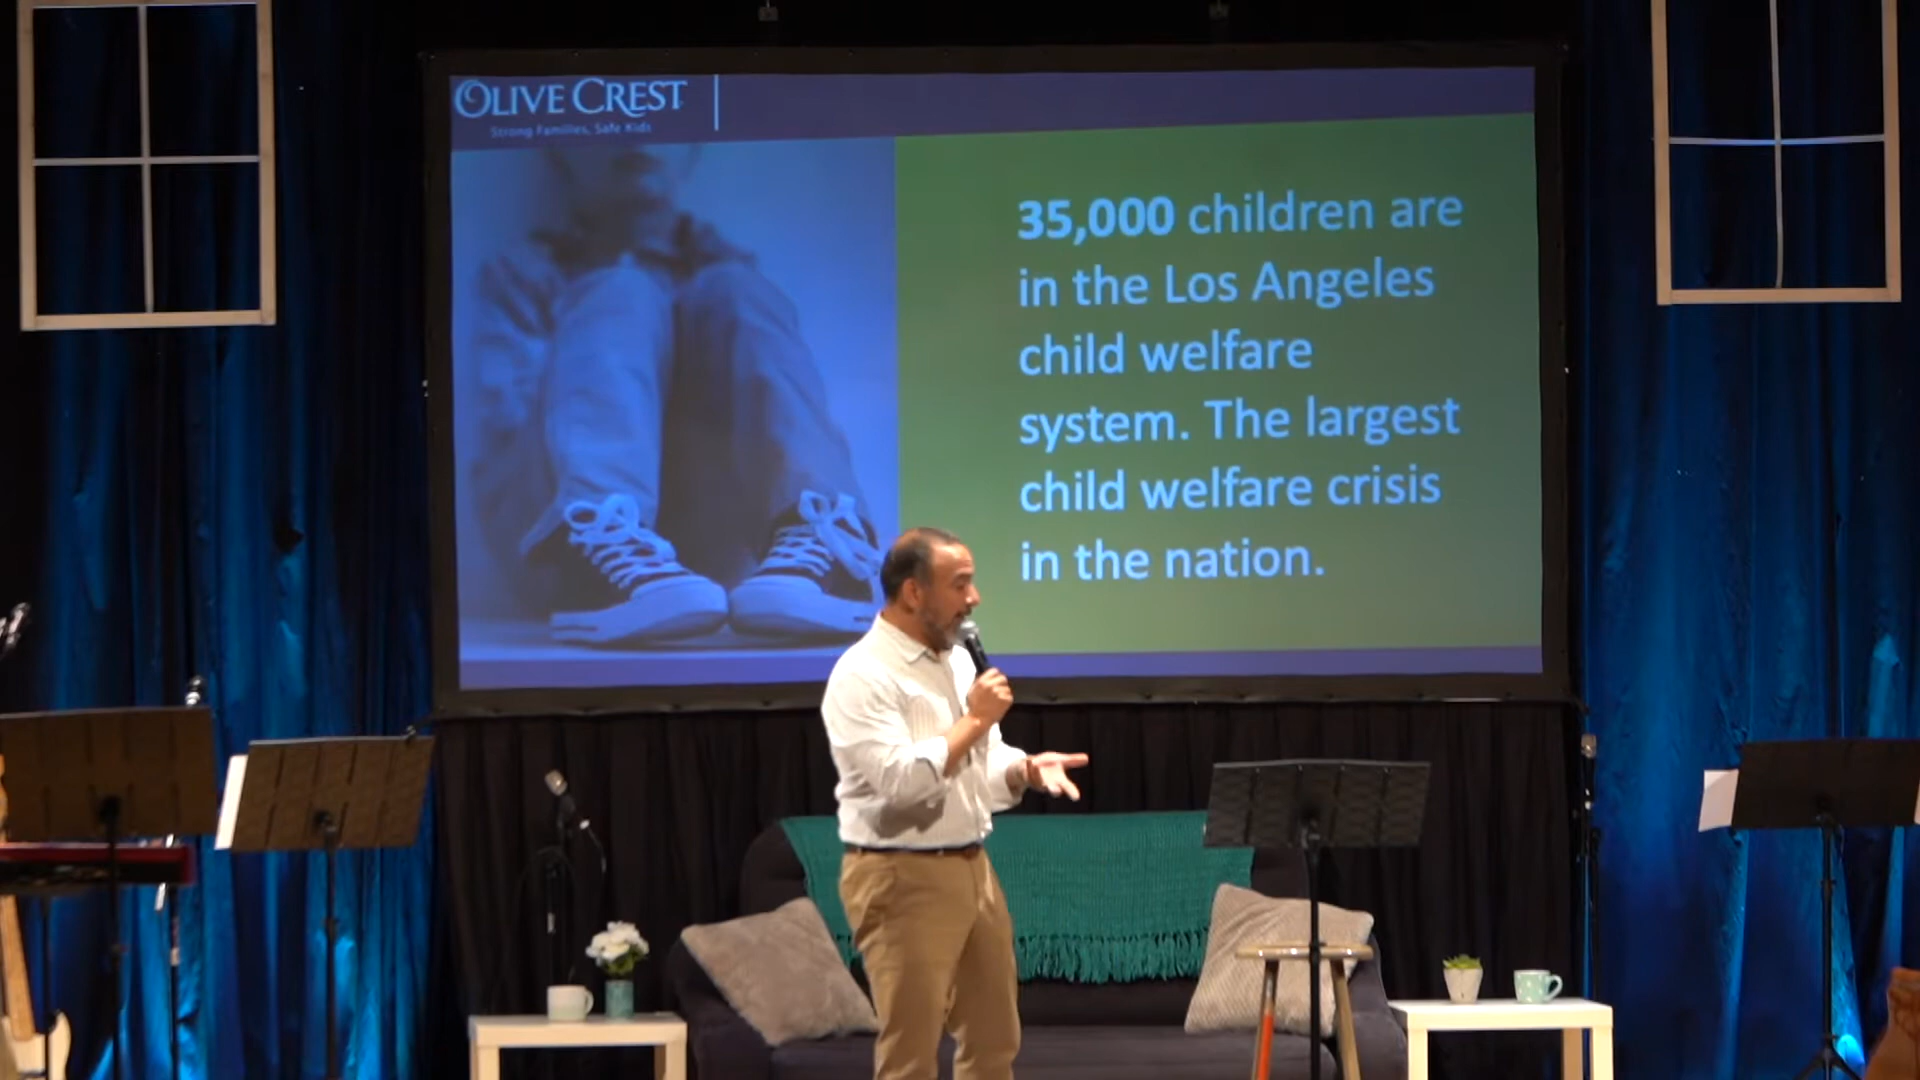 OLIVE CREST
Strong Families, Safe Kids
35,000 children are
in the Los Angeles
child welfare
system. The largest
child welfare crisis
in the nation.